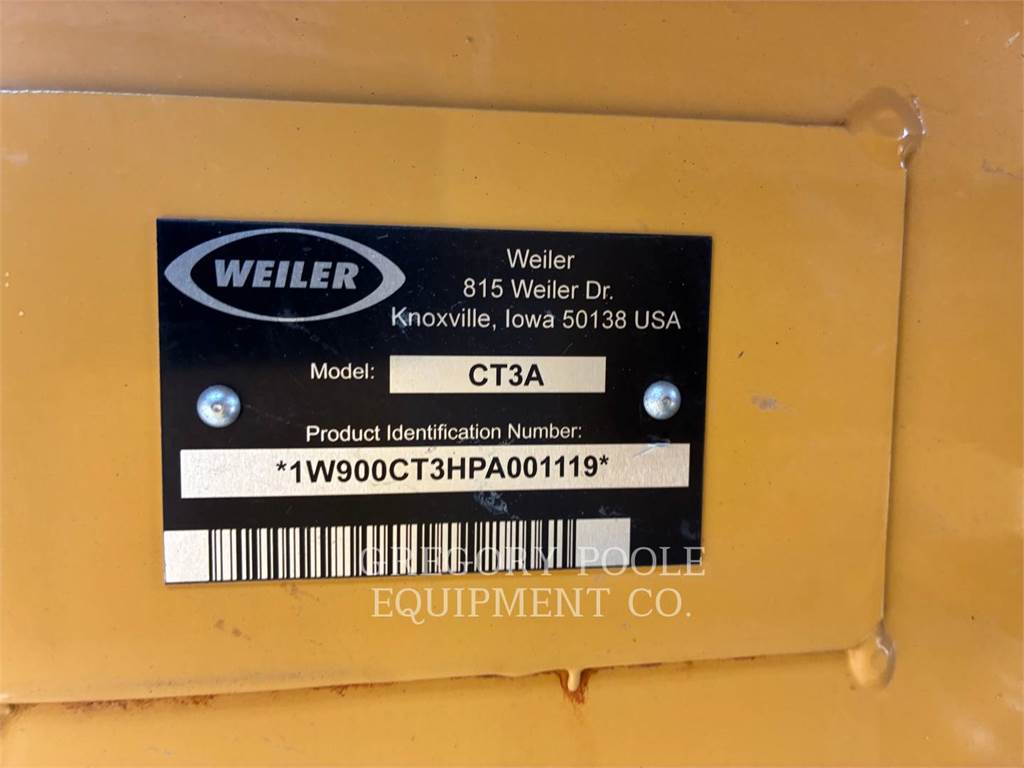 WEILER
Weiler
815 Weiler Dr.
Knoxville, Iowa 50138 USA
Model: CT3A
Product Identification Number:
*1W900CT3HPA001119*
GREGORY POOLE
EQUIPMENT CO.